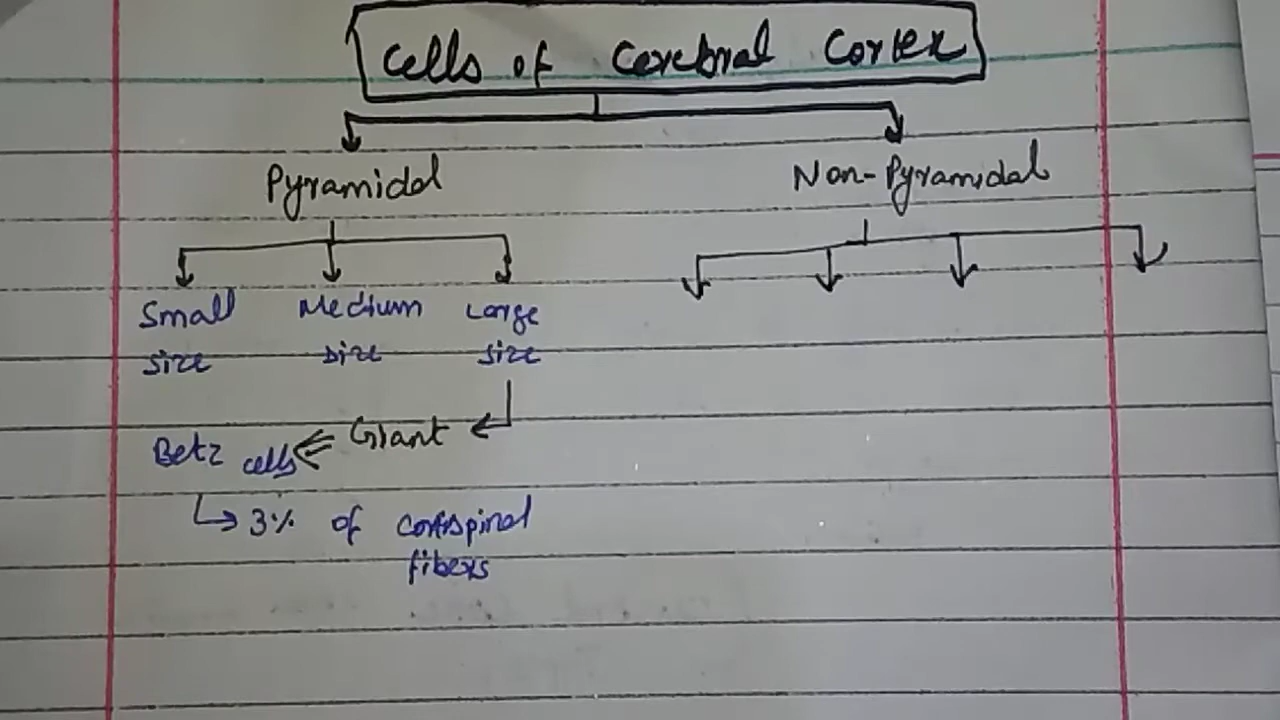 Cells of Cerebral Cortex
Pyramidal
Non-Pyramidal
Small size
Medium size
Large size
Giant
Betz cells
3% of
fibers